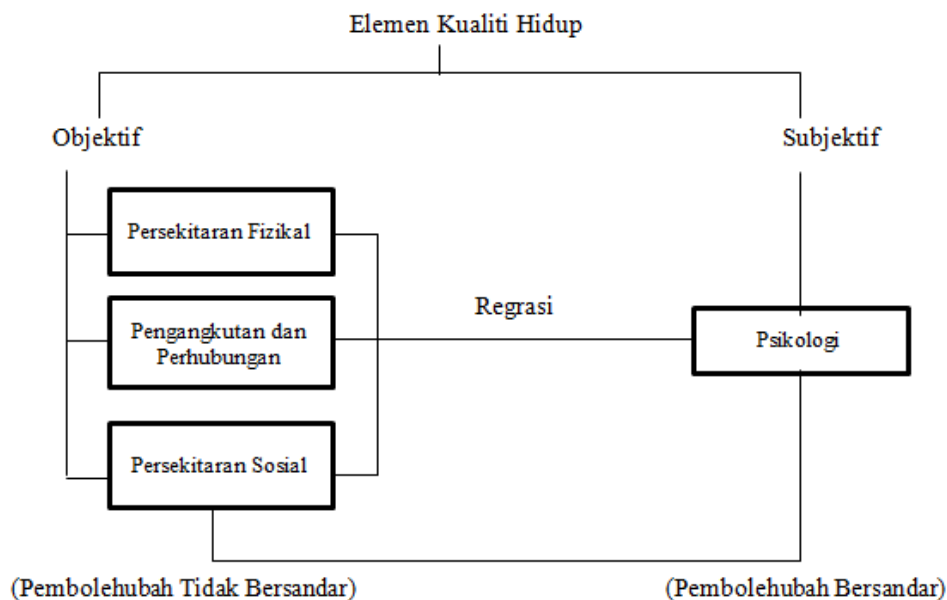 Elemen Kualiti Hidup
Objektif
Subjektif
Persekitaran Fizikal
Regrasi
Pengangkutan dan
Perhubungan
Psikologi
Persekitaran Sosial
(Pembolehubah Tidak Bersandar)
(Pembolehubah Bersandar)